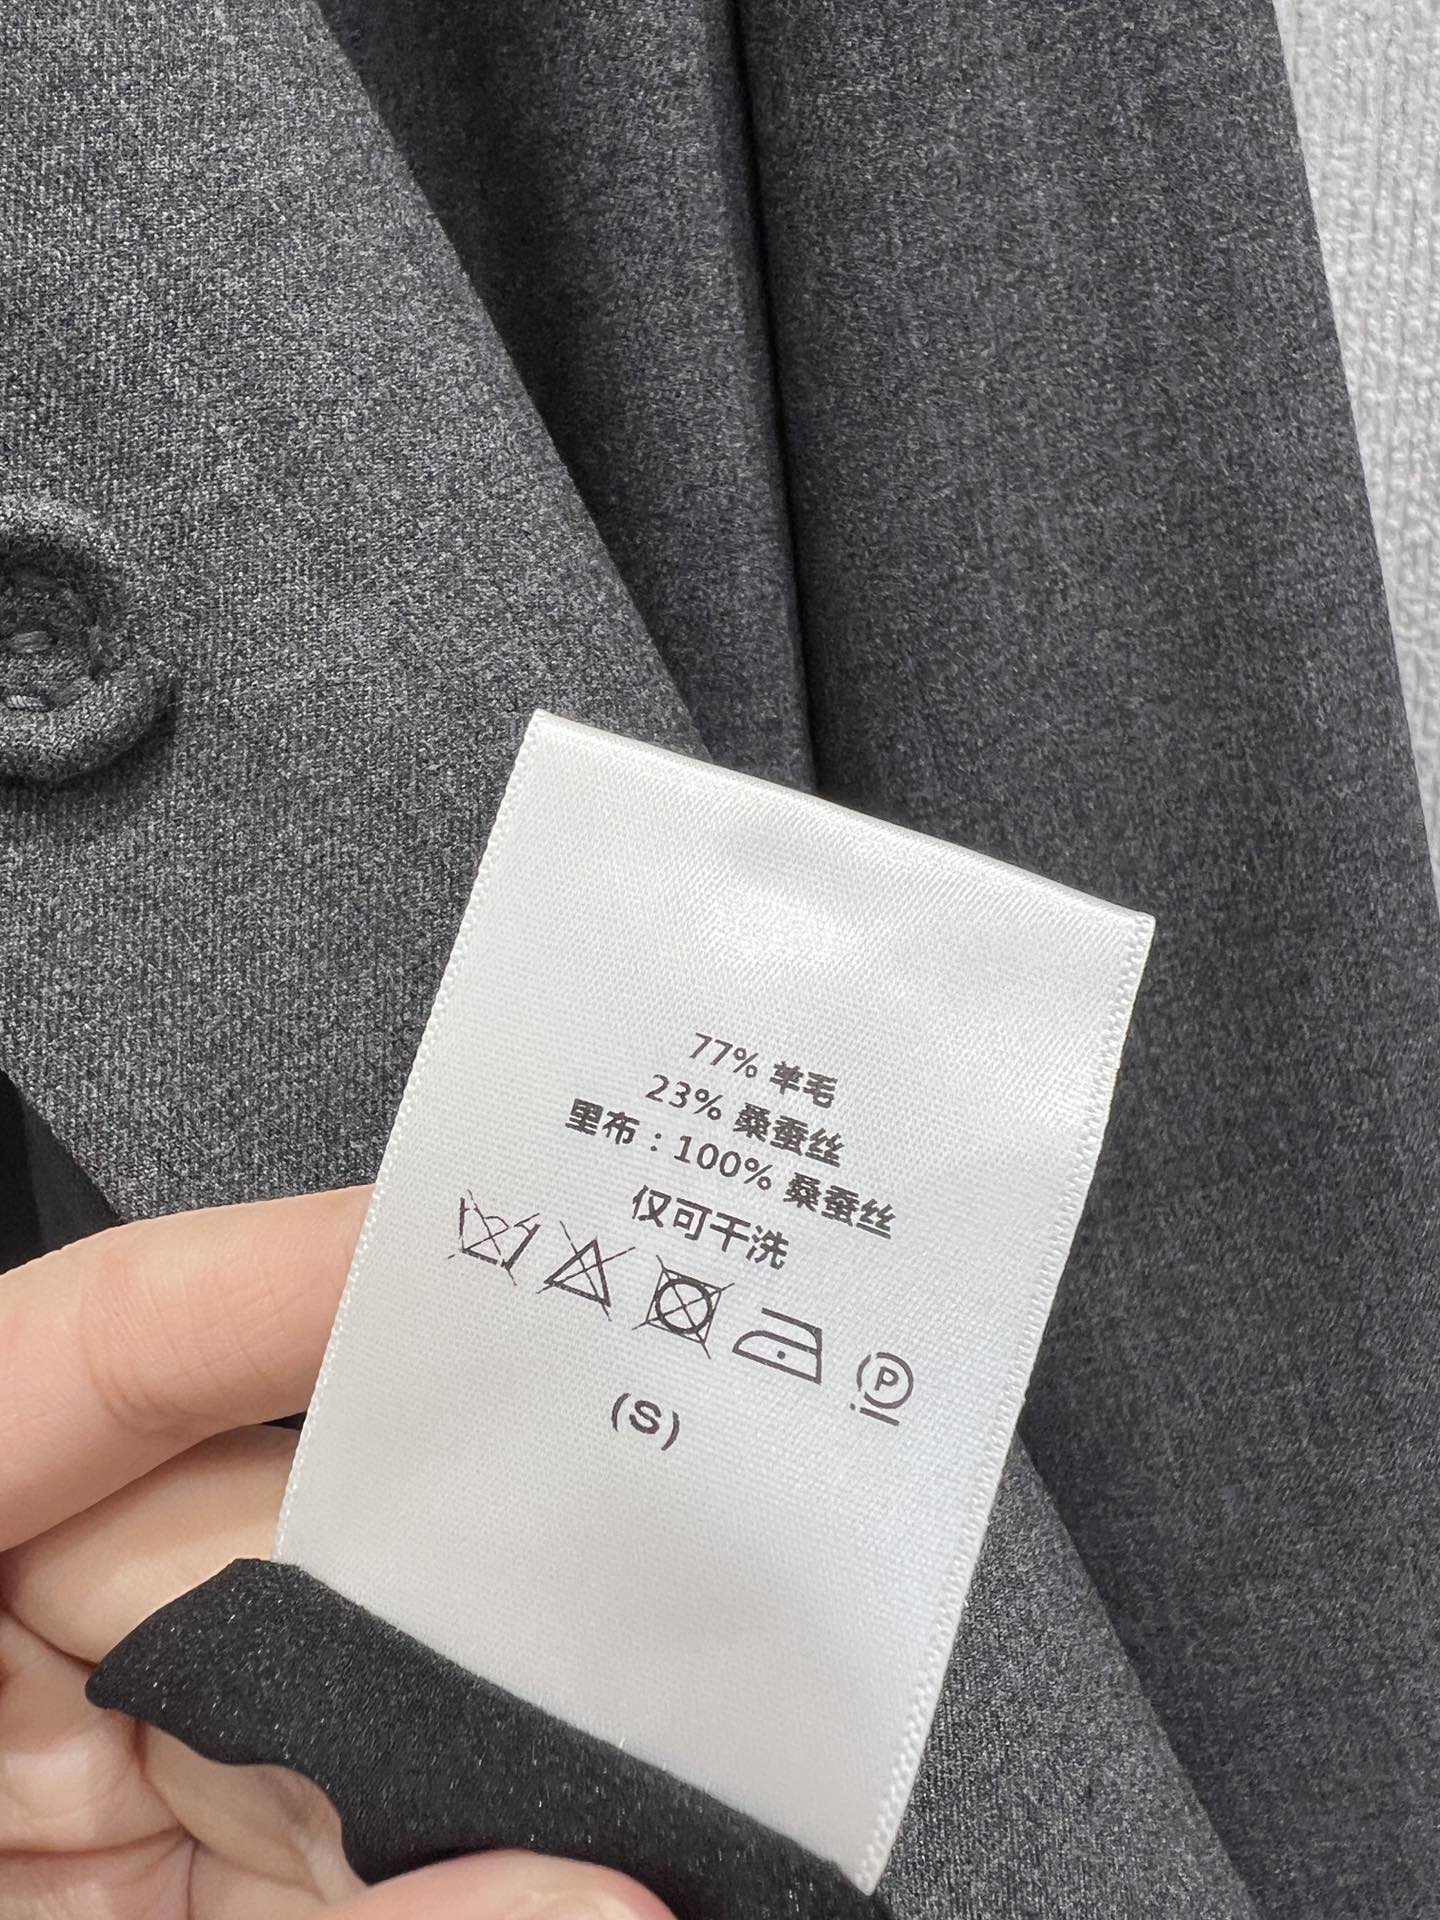 77% 羊毛
23% 桑蚕丝
里布：100% 桑蚕丝
仅可干洗
P
(S)